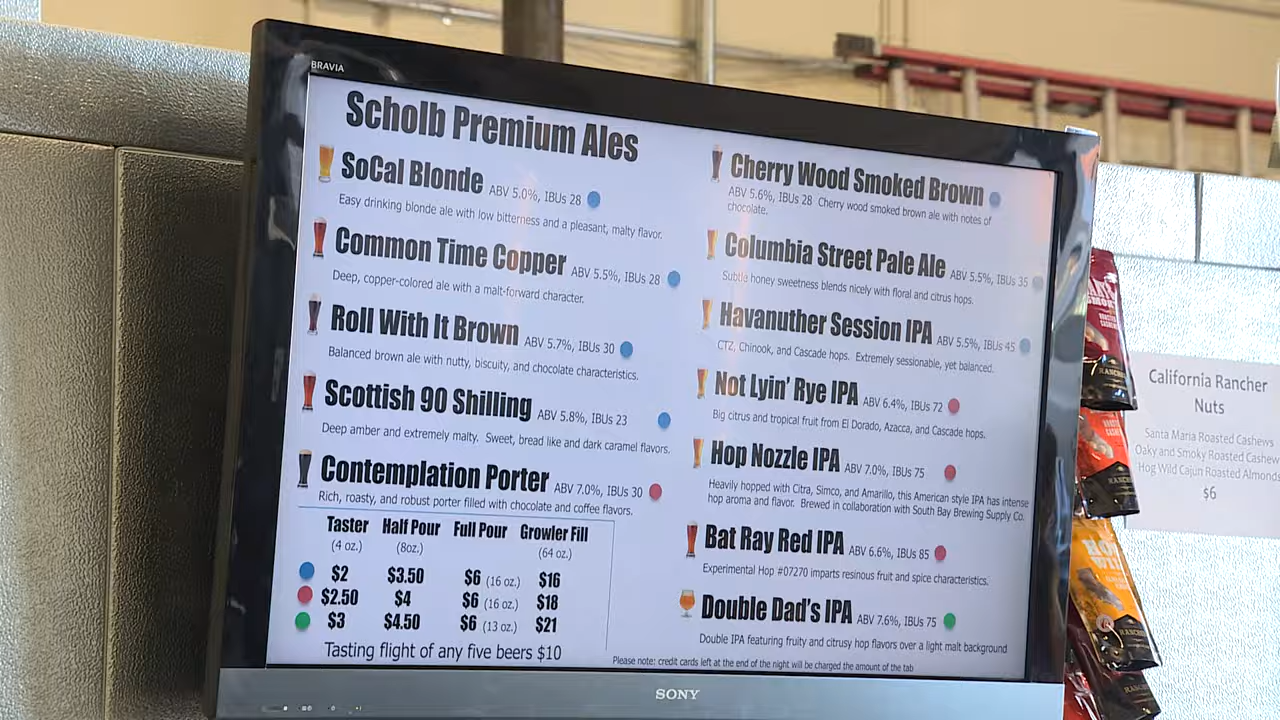 BRAVIA
Scholb Premium Ales
SoCal Blonde ABV 5.0%, IBUs 28
Easy drinking blonde ale with low bitterness and a pleasant, malty flavor.
Common Time Copper ABV 5.5%, IBUs 28
Deep, copper-colored ale with a malt-forward character.
Roll With It Brown ABV 5.7%, IBUs 30
Balanced brown ale with nutty, biscuity, and chocolate characteristics.
Scottish 90 Shilling ABV 5.8%, IBUs 23
Deep amber and extremely malty. Sweet, bread like and dark caramel flavors.
Contemplation Porter ABV 7.0%, IBUs 30
Rich, roasty, and robust porter filled with chocolate and coffee flavors.
Taster Half Pour Full Pour Growler Fill
(4 oz.) (8oz.) (64 oz.)
$2 $3.50 $6 (16 oz.) $16
$2.50 $4 $6 (16 oz.) $18
$3 $4.50 $6 (13 oz.) $21
Tasting flight of any five beers $10
Cherry Wood Smoked Brown
ABV 5.6%, IBUs 28 Cherry wood smoked brown ale with notes of
chocolate.
Columbia Street Pale Ale ABV 5.5%, IBUs 35
Subtle honey sweetness blends nicely with floral and citrus hops.
Havanuther Session IPA ABV 5.5%, IBUs 45
CTZ, Chinook, and Cascade hops. Extremely sessionable, yet balanced.
Not Lyin' Rye IPA ABV 6.4%, IBUs 72
Big citrus and tropical fruit from El Dorado, Azacca, and Cascade hops.
Hop Nozzle IPA ABV 7.0%, IBUs 75
Heavily hopped with Citra, Simco, and Amarillo, this American style IPA has intense
hop aroma and flavor. Brewed in collaboration with South Bay Brewing Supply Co.
Bat Ray Red IPA ABV 6.6%, IBUs 85
Experimental Hop #07270 imparts resinous fruit and spice characteristics.
Double Dad's IPA ABV 7.6%, IBUs 75
Double IPA featuring fruity and citrusy hop flavors over a light malt background
Please note: credit cards left at the end of the night will be charged the amount of the tab
SONY
California Rancher
Nuts
Santa Maria Roasted Cashews
Oaky and Smoky Roasted Cashew
Hog Wild Cajun Roasted Almonds
$6